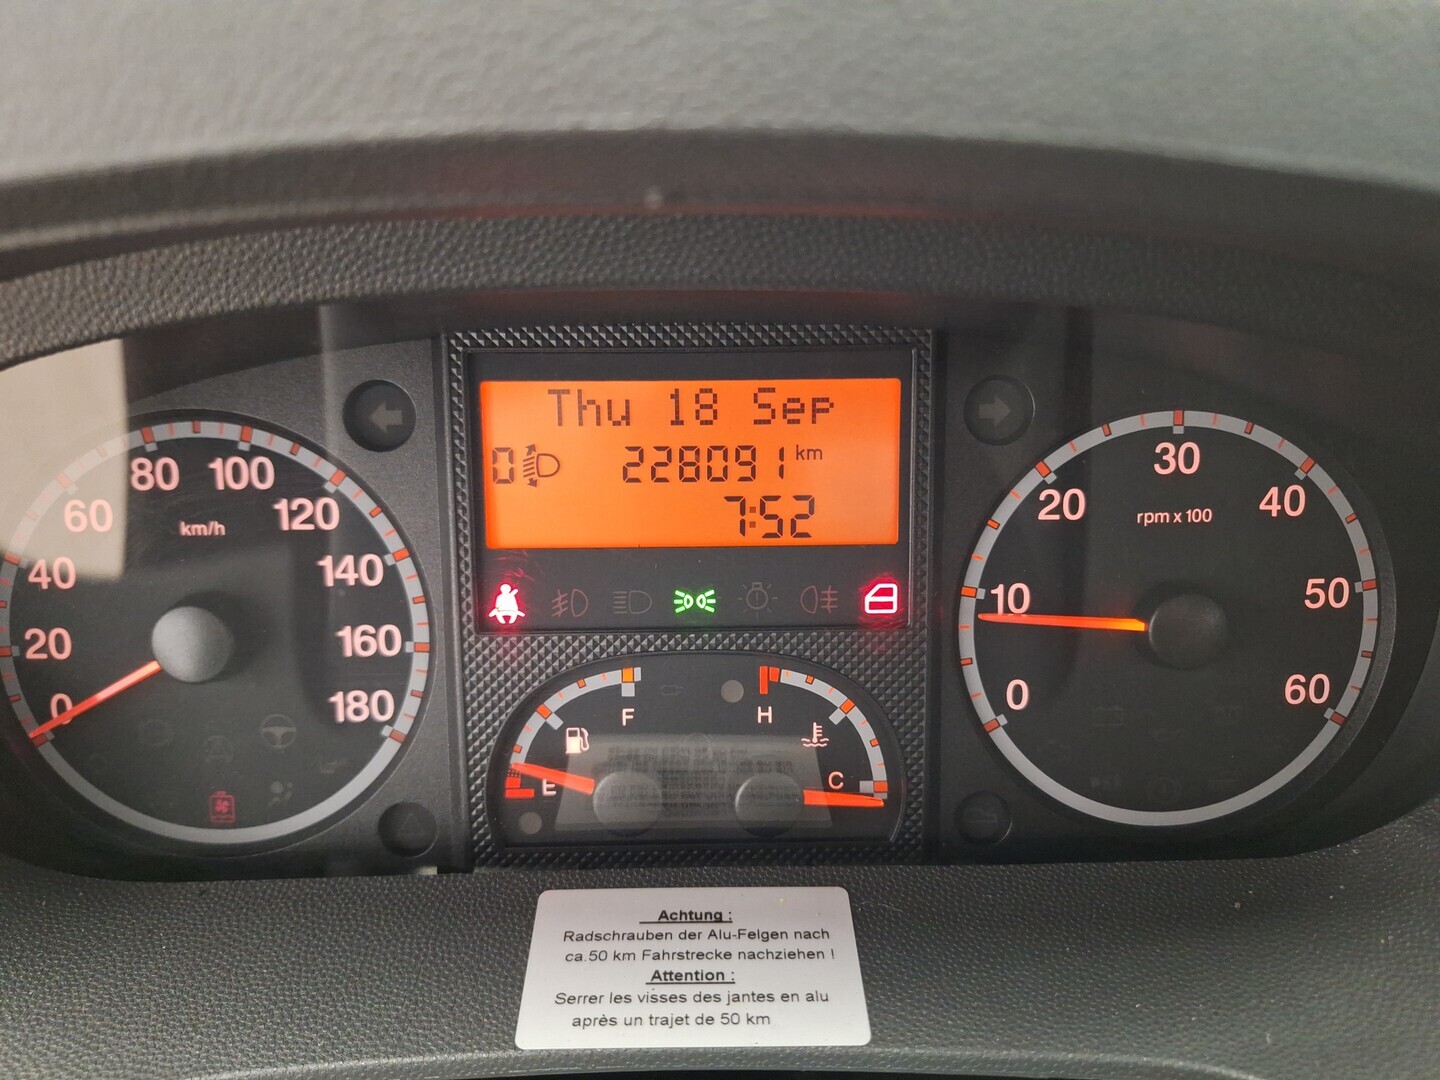 Thu 18 Sep
0 228091 km
7:52
0
20
40
60
80
100
120
140
160
180
km/h
F
E
H
C
0
10
20
30
40
50
60
rpm x 100
Achtung :
Radschrauben der Alu-Felgen nach
ca.50 km Fahrstrecke nachziehen !
Attention :
Serrer les visses des jantes en alu
après un trajet de 50 km